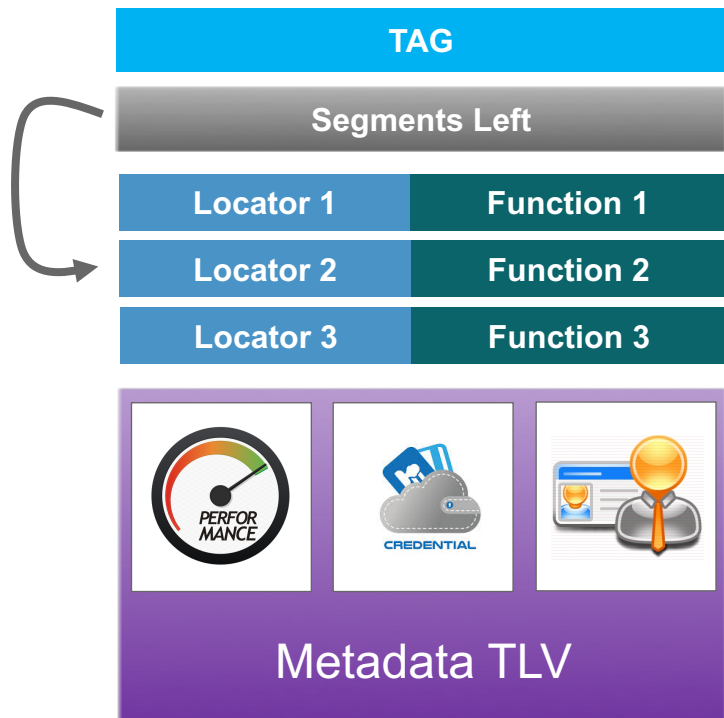 TAG
Segments Left
Locator 1 Function 1
Locator 2 Function 2
Locator 3 Function 3
PERFOR
MANCE
CREDENTIAL
Metadata TLV